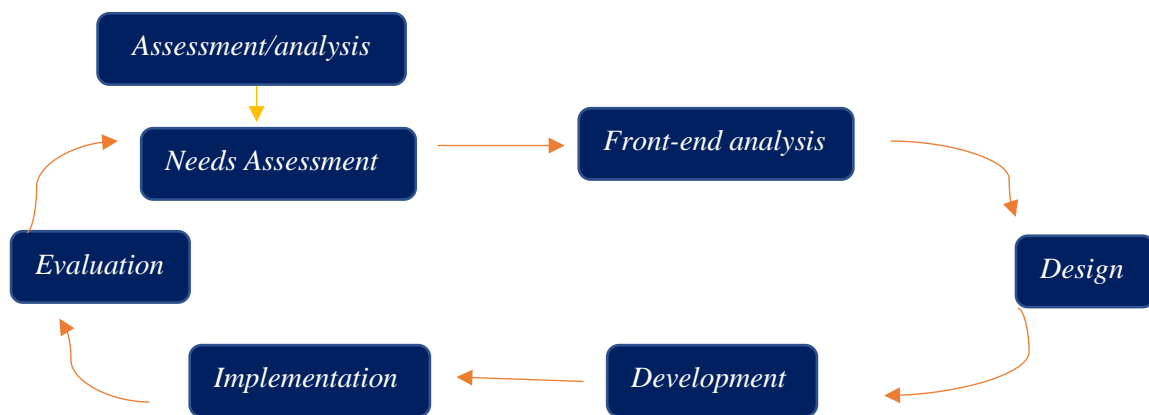 Assessment/analysis
Needs Assessment
Front-end analysis
Evaluation
Design
Implementation
Development